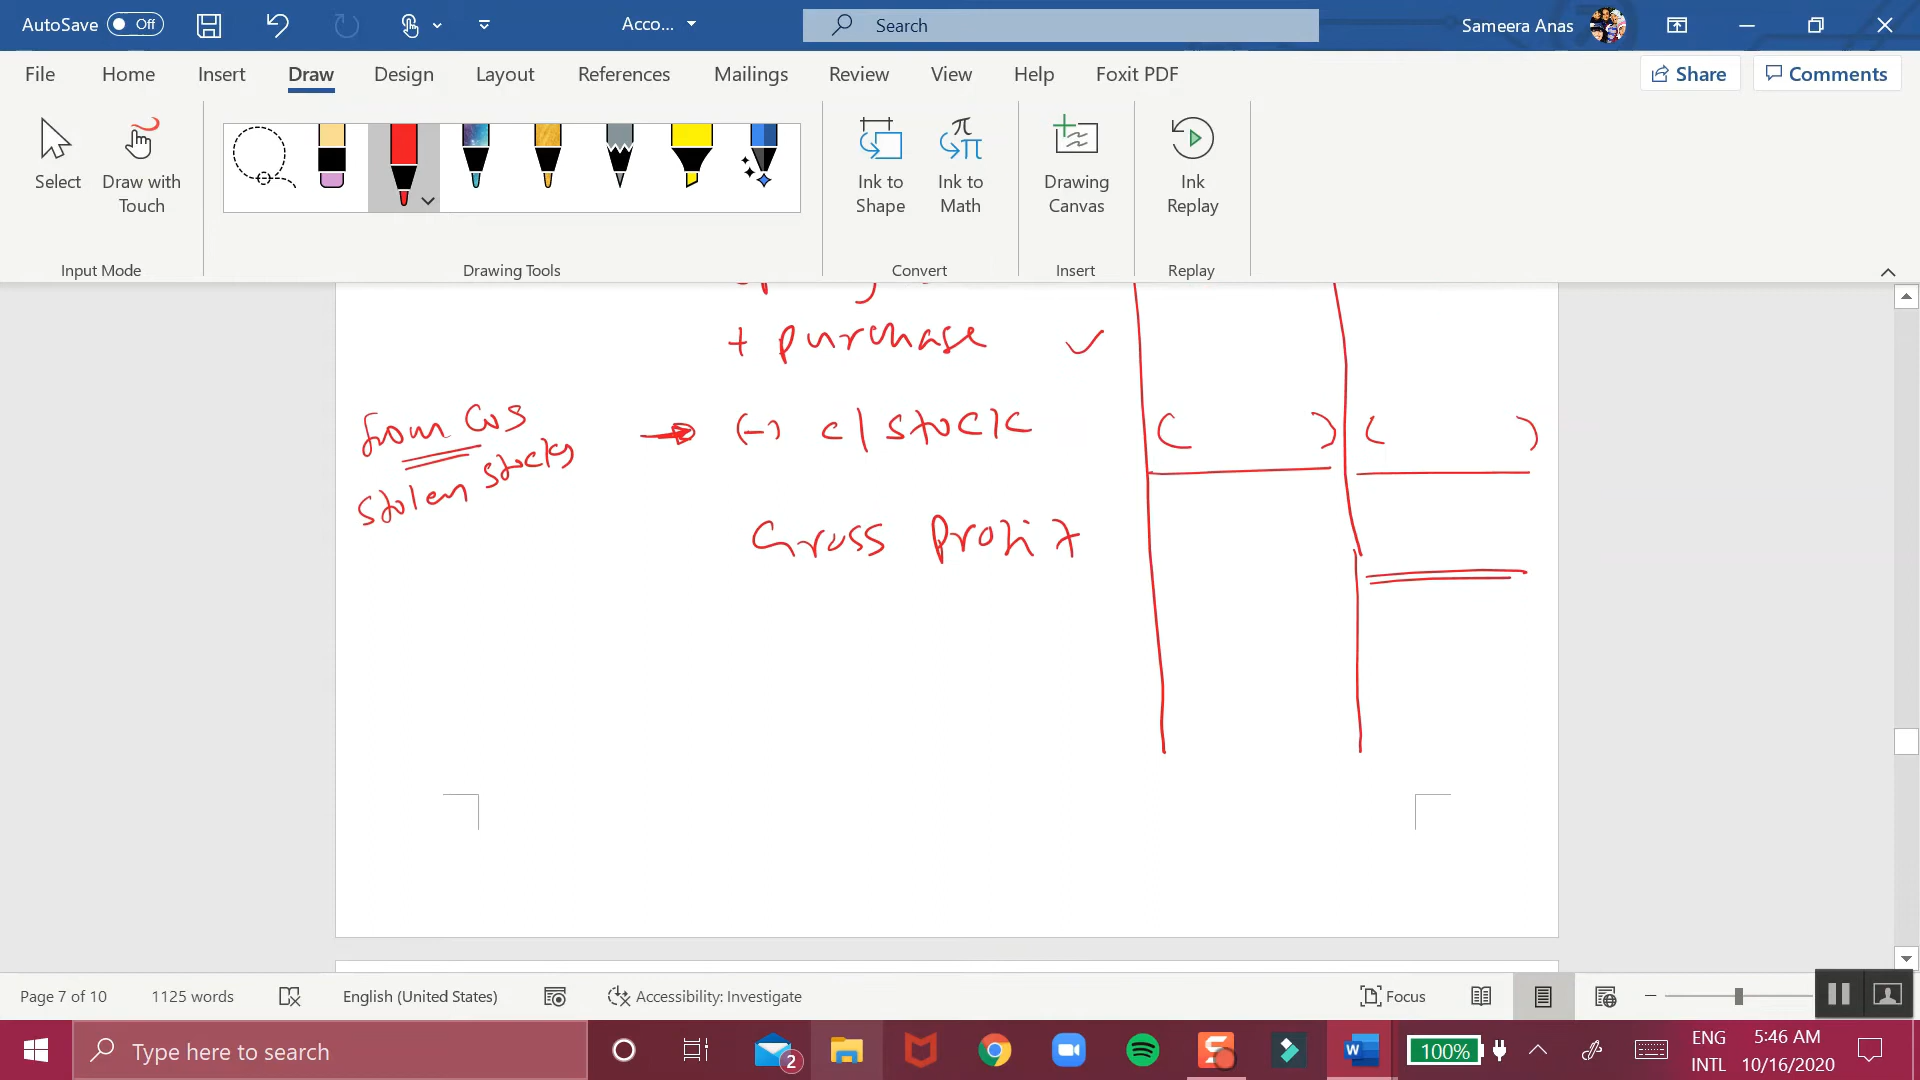 AutoSave Off Acco... Search Sameera Anas
File Home Insert Draw Design Layout References Mailings Review View Help Foxit PDF Share Comments
Select Draw with Touch Ink to Shape Ink to Math Drawing Canvas Ink Replay
Input Mode Drawing Tools Convert Insert Replay
+ purchase ✓
from COS → (-) c/ stock ( ) ( )
stolen stocks
Gross Profit
Page 7 of 10 1125 words English (United States) Accessibility: Investigate Focus
Type here to search 2 100% ENG 5:46 AM
INTL 10/16/2020